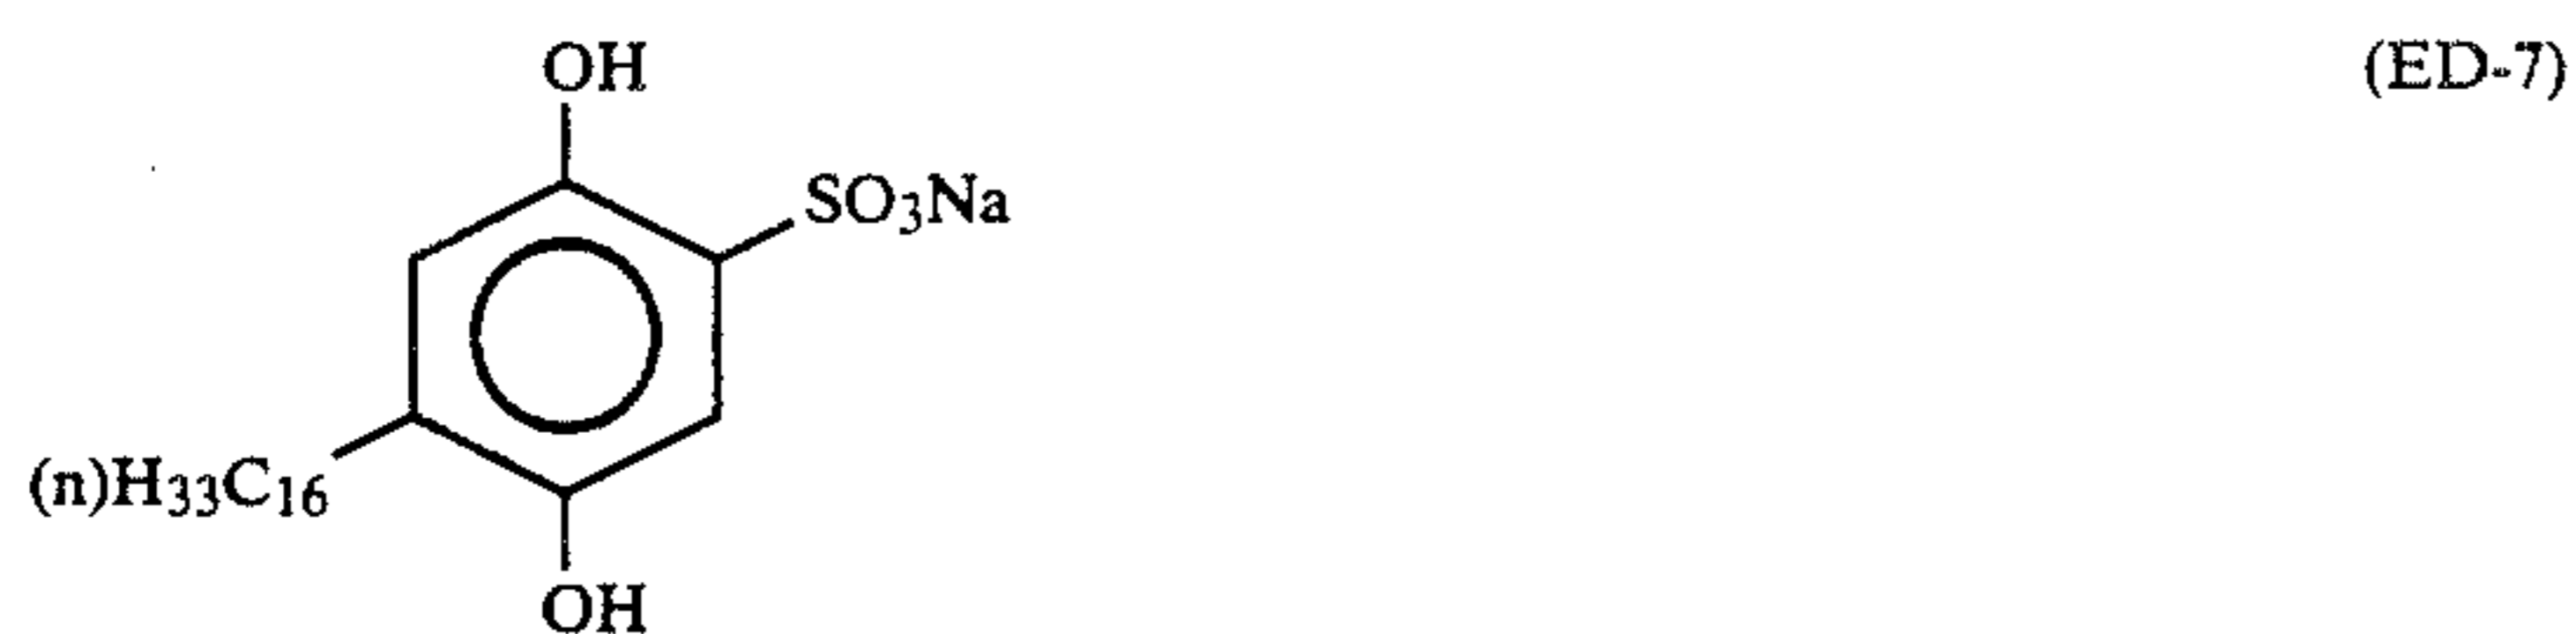 OH
(ED-7)
SO₃Na
(n)H₃₃C₁₆
OH